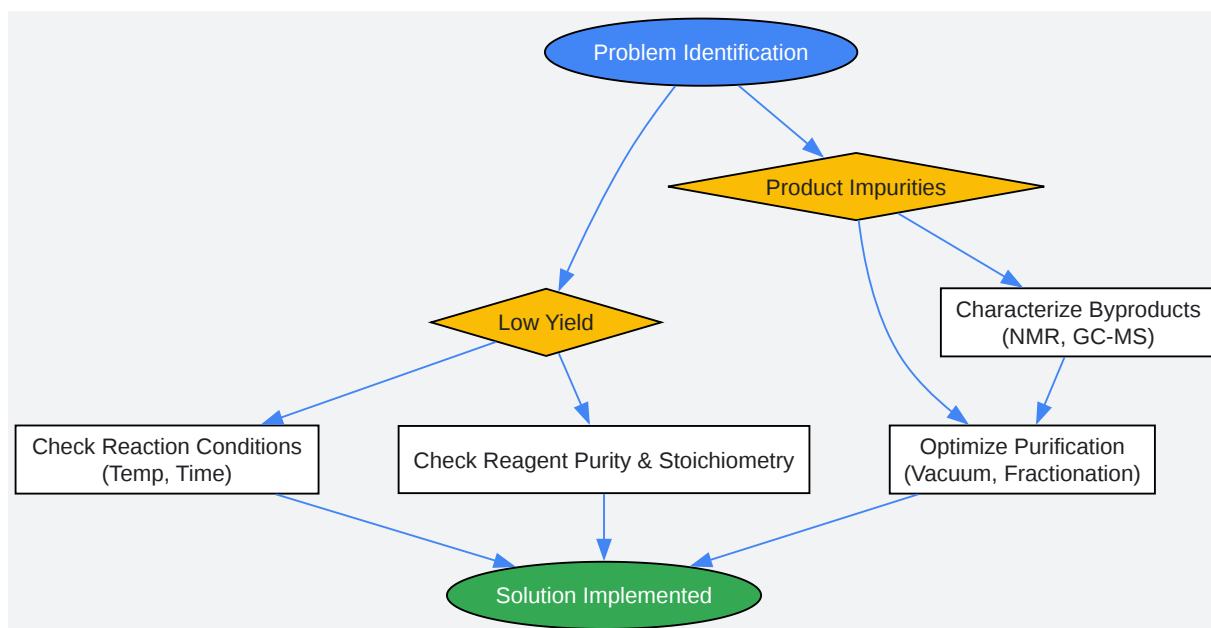 Problem Identification
Product Impurities
Low Yield
Characterize Byproducts
(NMR, GC-MS)
Check Reaction Conditions
(Temp, Time)
Check Reagent Purity & Stoichiometry
Optimize Purification
(Vacuum, Fractionation)
Solution Implemented